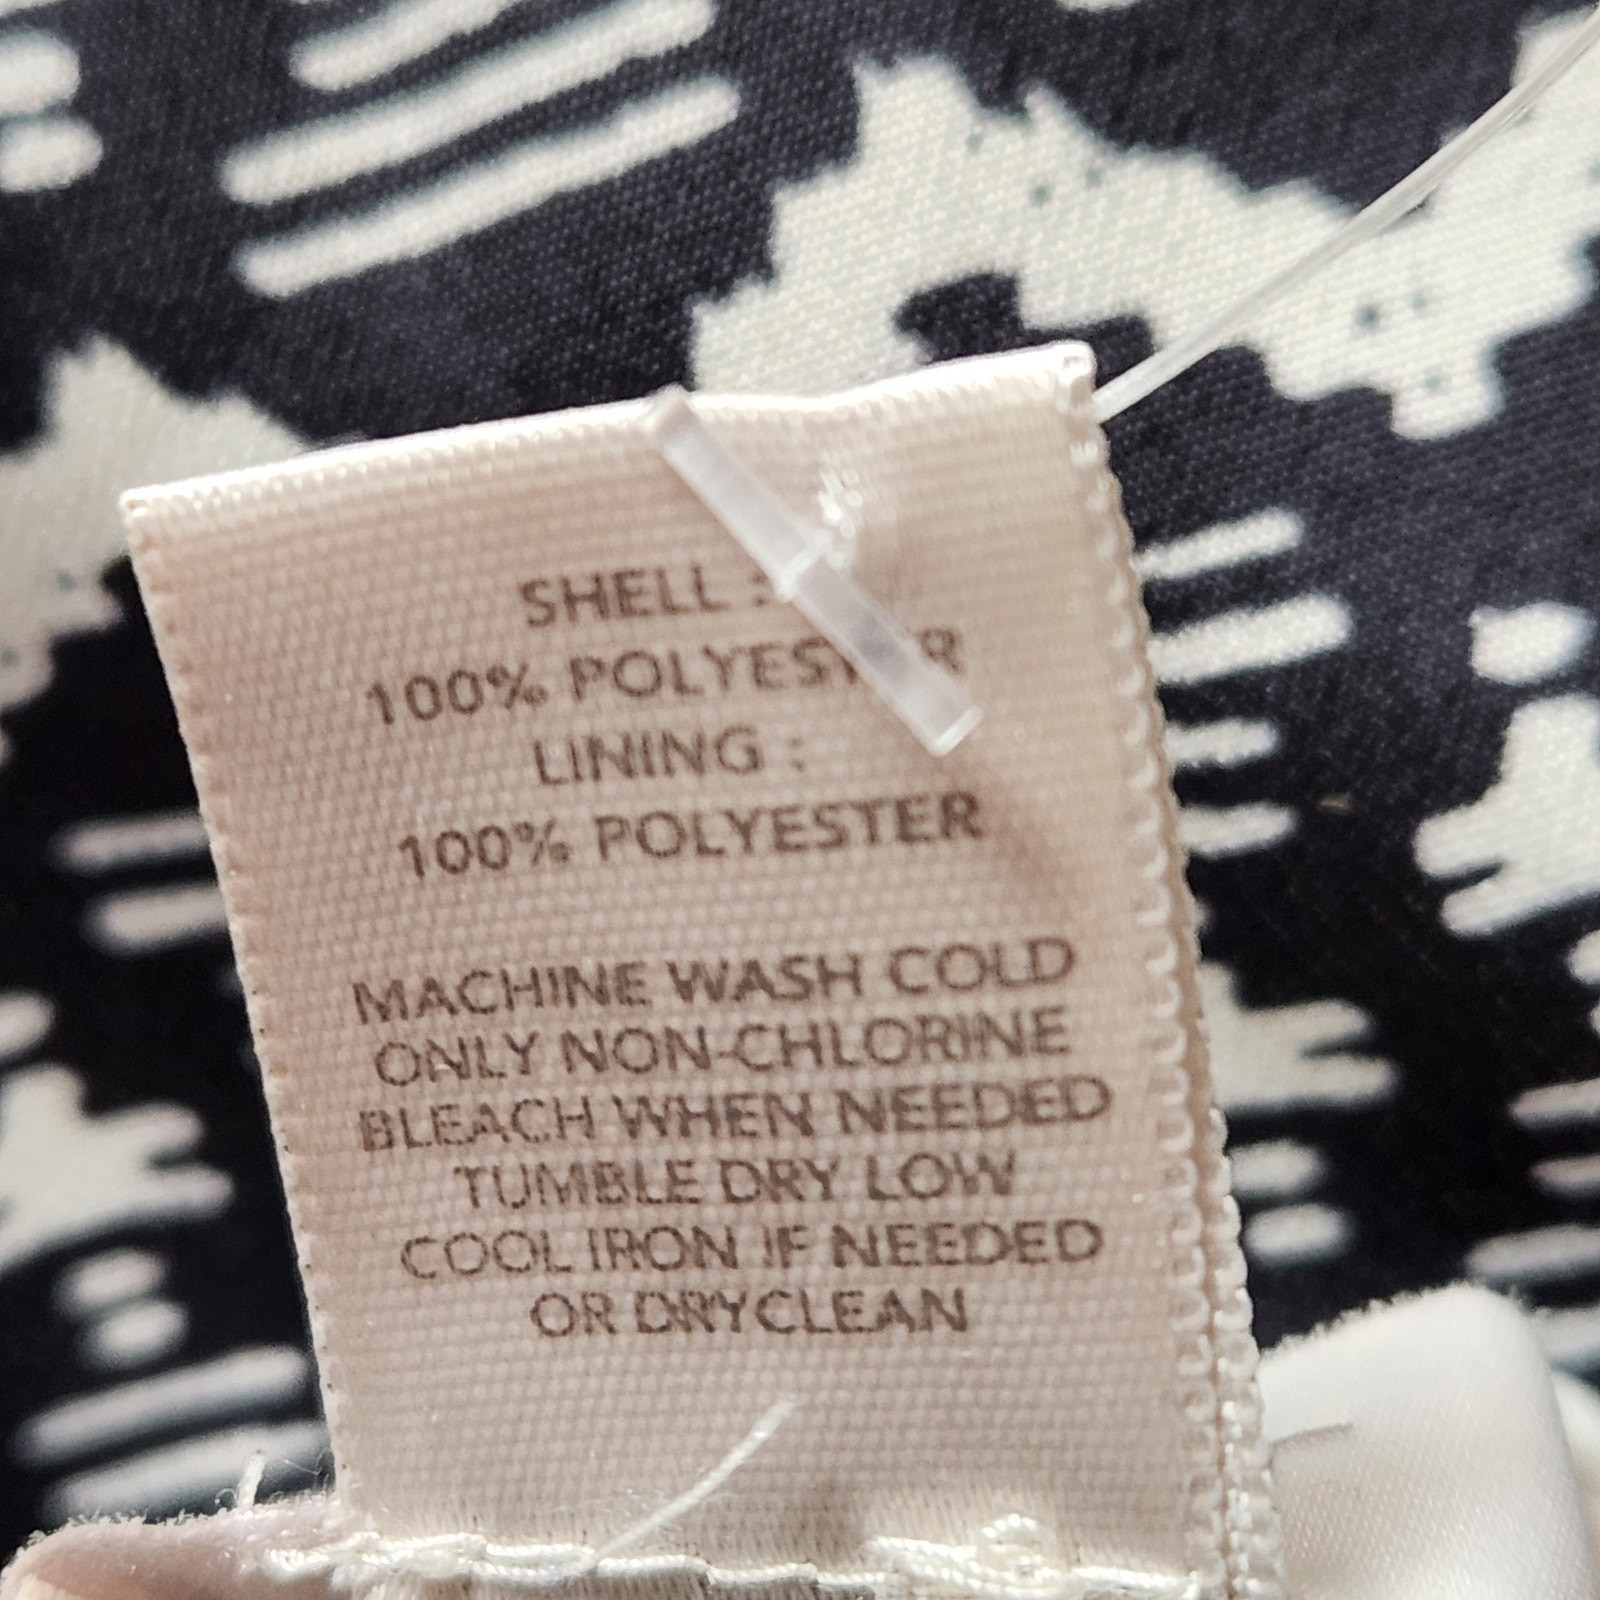 SHELL :
100% POLYESTER
LINING :
100% POLYESTER
MACHINE WASH COLD
ONLY NON-CHLORINE
BLEACH WHEN NEEDED
TUMBLE DRY LOW
COOL IRON IF NEEDED
OR DRYCLEAN